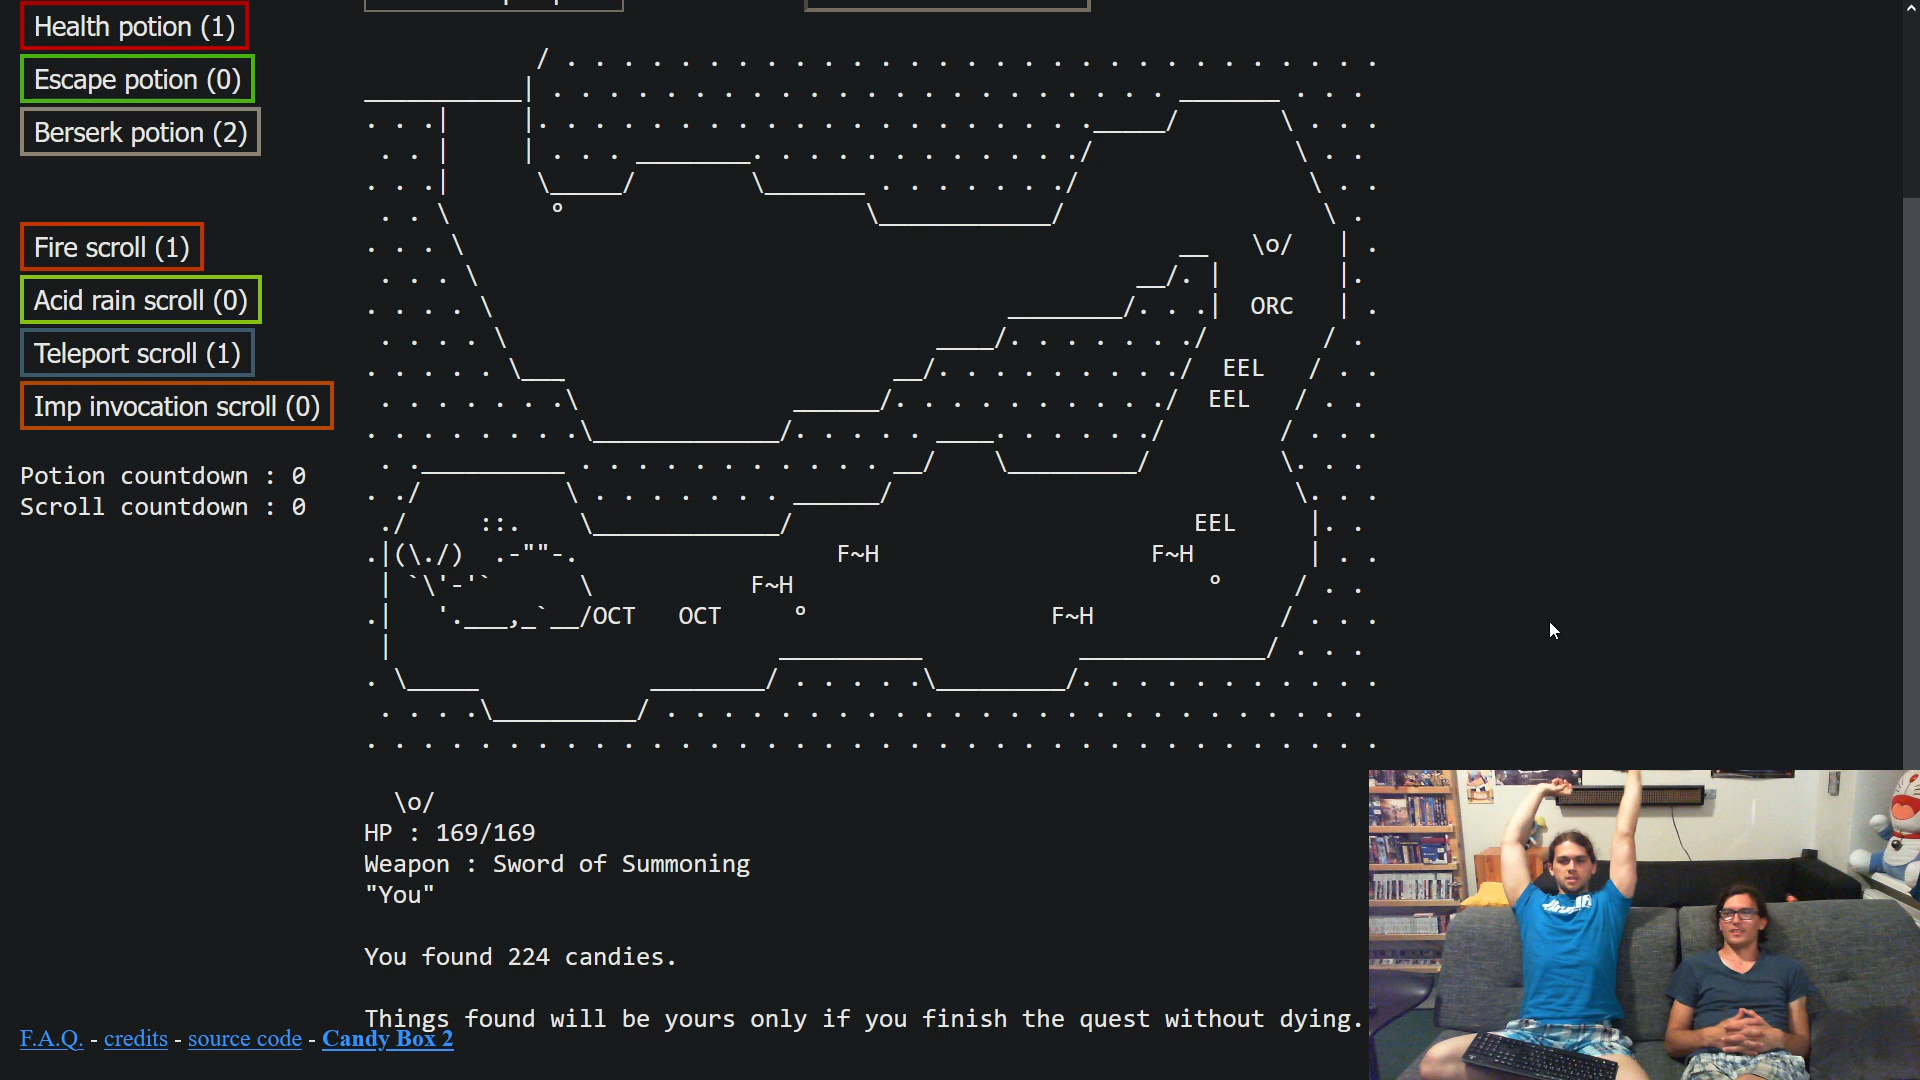 Health potion (1)
Escape potion (0)
Berserk potion (2)
Fire scroll (1)
Acid rain scroll (0)
Teleport scroll (1)
Imp invocation scroll (0)
Potion countdown : 0
Scroll countdown : 0
\o/
ORC
EEL
EEL
EEL
F~H F~H
F~H
OCT OCT F~H
\o/
HP : 169/169
Weapon : Sword of Summoning
"You"
You found 224 candies.
Things found will be yours only if you finish the quest without dying.
F.A.Q. - credits - source code - Candy Box 2